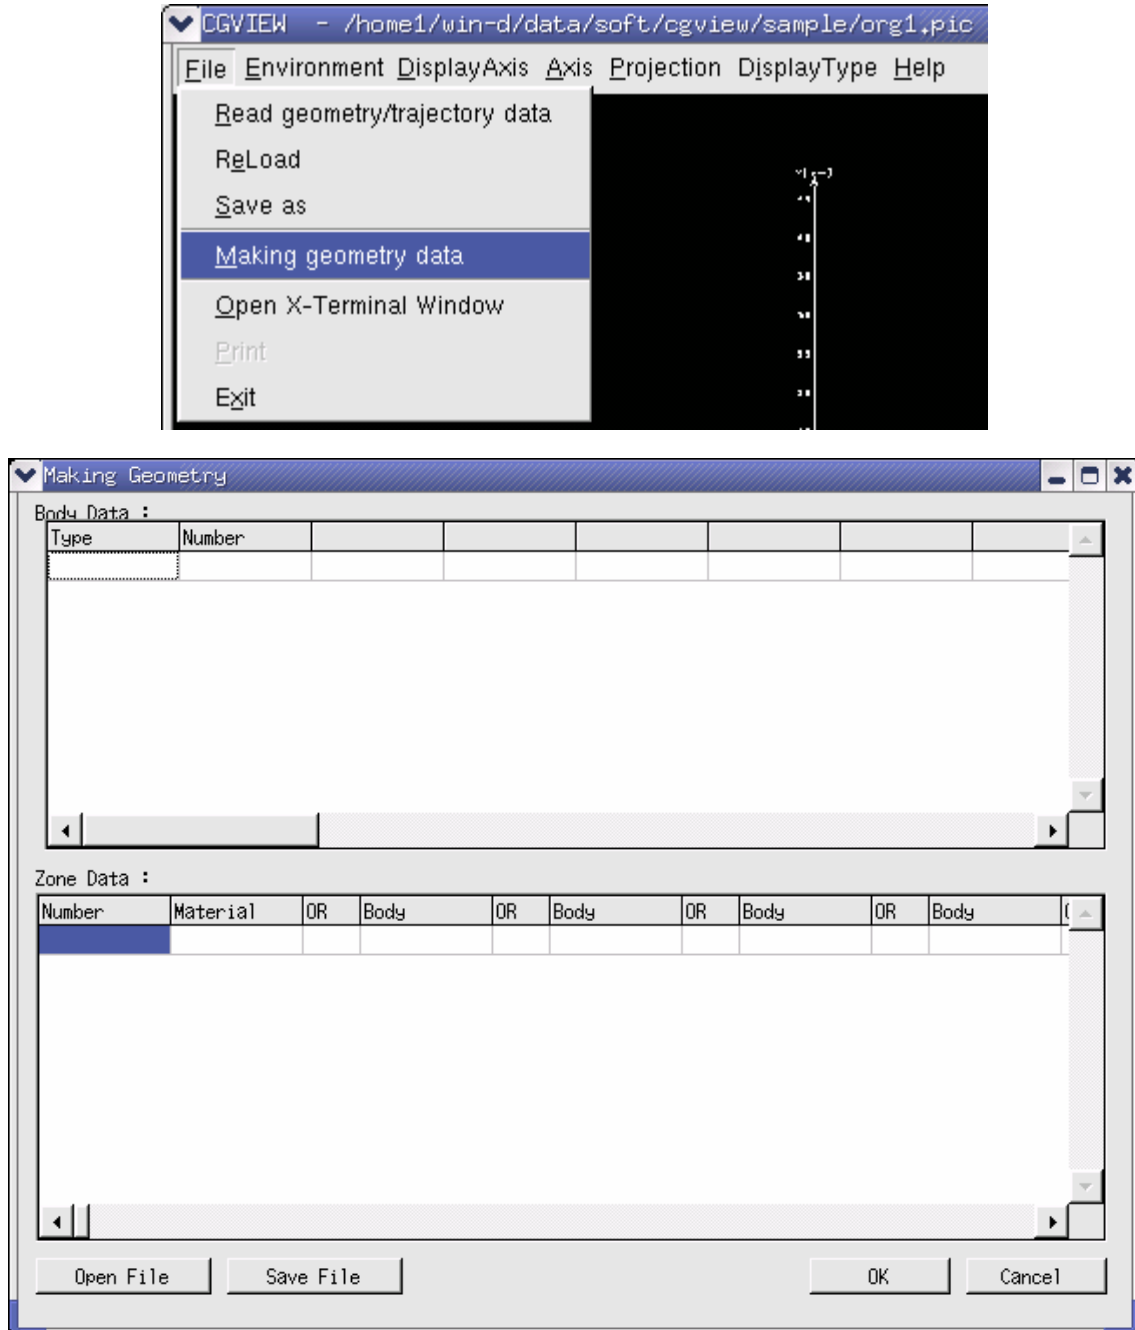 CGVIEW - /home1/win-d/data/soft/cgview/sample/org1.pic
File Environment DisplayAxis Axis Projection DisplayType Help
Read geometry/trajectory data
ReLoad
Save as
Making geometry data
Open X-Terminal Window
Print
Exit
Making Geometry
Body Data :
Type Number
Zone Data :
Number Material OR Body OR Body OR Body OR Body
Open File Save File OK Cancel